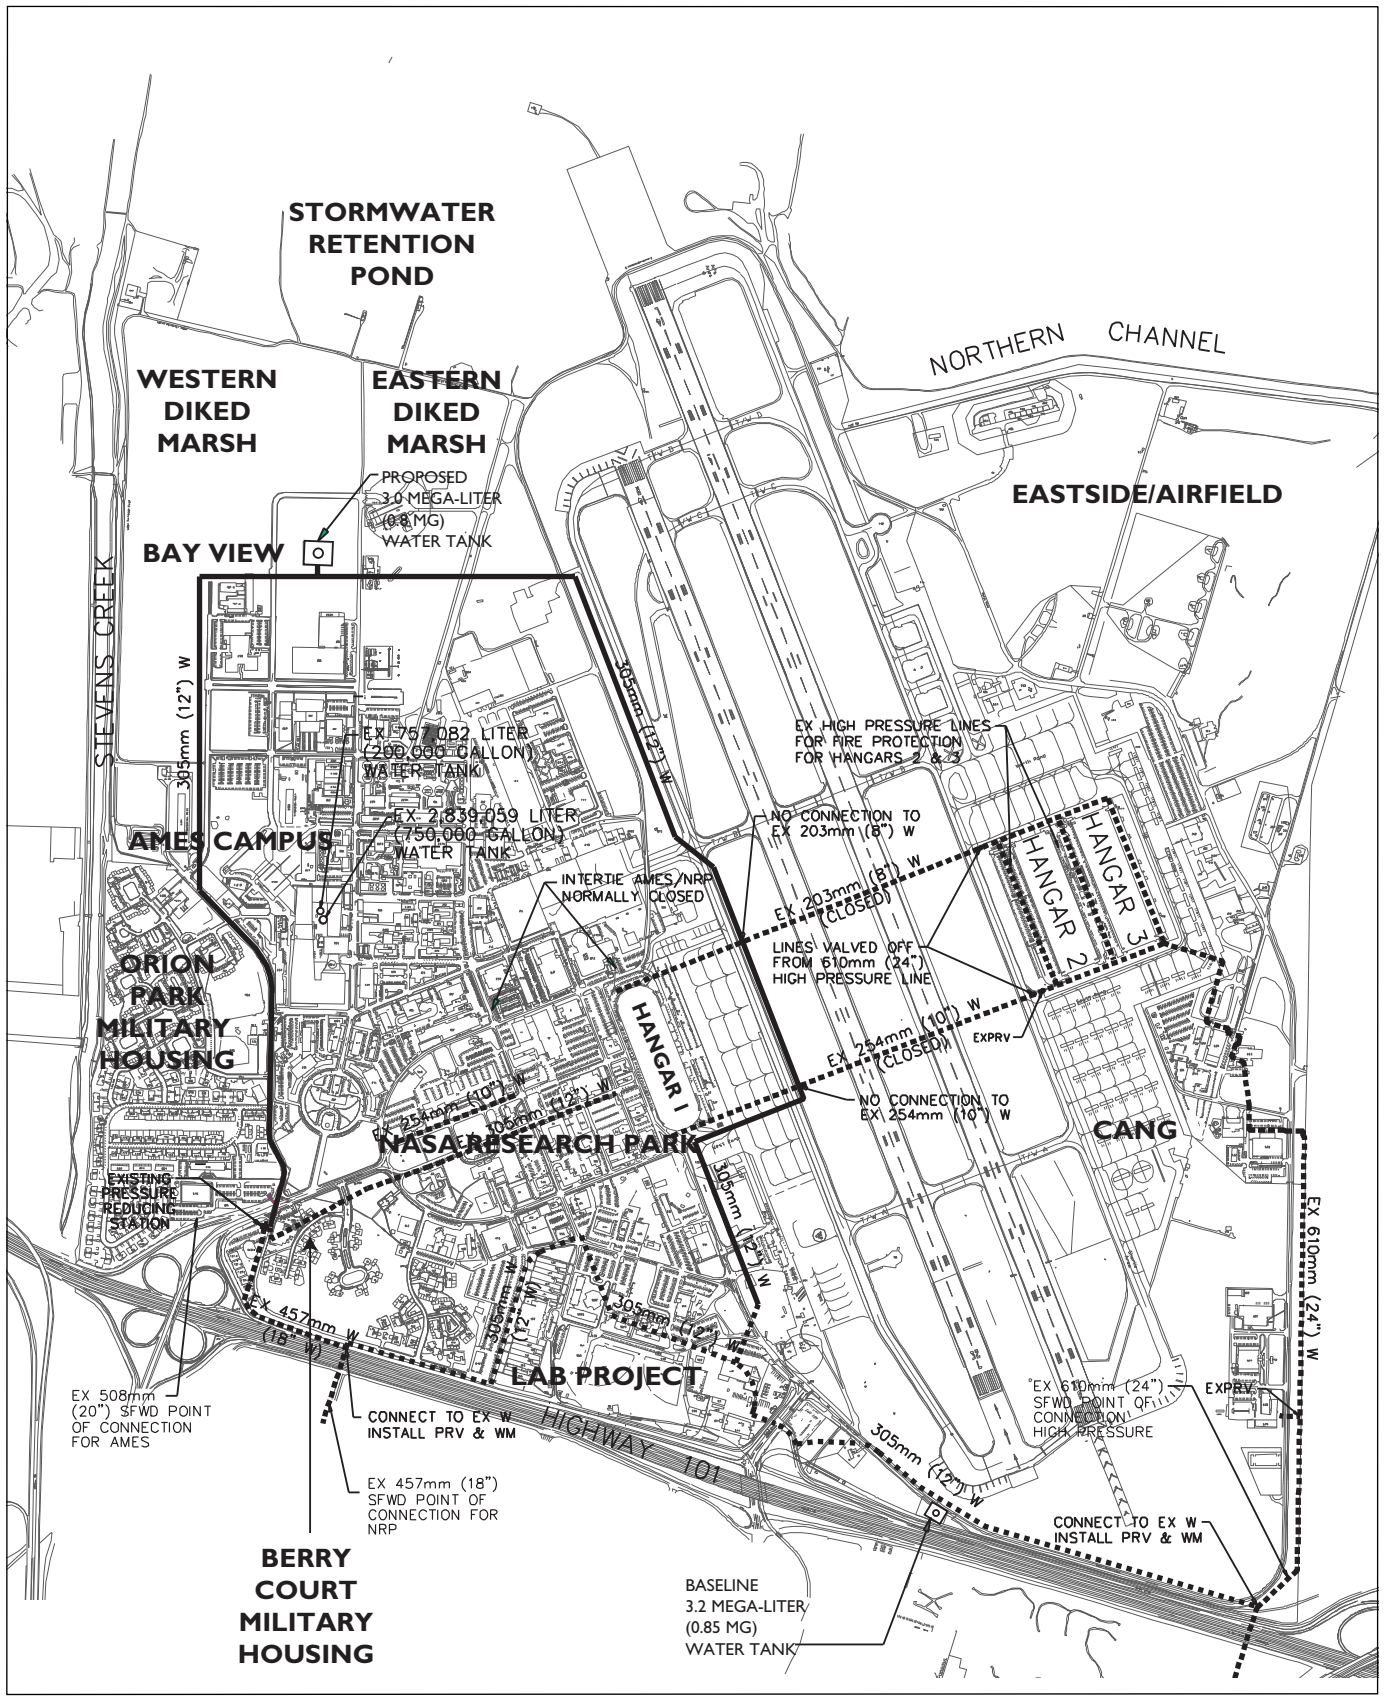 STORMWATER
RETENTION
POND
NORTHERN CHANNEL
WESTERN
DIKED
MARSH
EASTERN
DIKED
MARSH
PROPOSED
3.0 MEGA-LITER
(0.8 MG)
WATER TANK
EASTSIDE/AIRFIELD
BAY VIEW
STEVENS CREEK
305mm (12") W
305mm (12") W
EX 757,082 LITER
(200,000 GALLON)
WATER TANK
EX 2,839,059 LITER
(750,000 GALLON)
WATER TANK
EX HIGH PRESSURE LINES
FOR FIRE PROTECTION
FOR HANGARS 2 & 3
NO CONNECTION TO
EX 203mm (8") W
AMES CAMPUS
INTERTIE AMES/NRP
NORMALLY CLOSED
EX 203mm (8") W
(CLOSED)
HANGAR 2
HANGAR 3
LINES VALVED OFF
FROM 610mm (24")
HIGH PRESSURE LINE
ORION
PARK
MILITARY
HOUSING
HANGAR I
EX 254mm (10") W
(CLOSED)
EXPRV
NO CONNECTION TO
EX 254mm (10") W
EX 254mm (10") W
305mm (12") W
NASA RESEARCH PARK
CANG
EXISTING
PRESSURE
REDUCING
STATION
305mm (12") W
EX 610mm (24") W
EX 457mm W
(18" W)
305mm W
(12" W)
305mm (12") W
LAB PROJECT
EX 508mm
(20") SFWD POINT
OF CONNECTION
FOR AMES
CONNECT TO EX W
INSTALL PRV & WM
HIGHWAY 101
EX 610mm (24")
SFWD POINT OF
CONNECTION
HIGH PRESSURE
EXPRV
305mm (12") W
EX 457mm (18")
SFWD POINT OF
CONNECTION FOR
NRP
CONNECT TO EX W
INSTALL PRV & WM
BERRY
COURT
MILITARY
HOUSING
BASELINE
3.2 MEGA-LITER
(0.85 MG)
WATER TANK